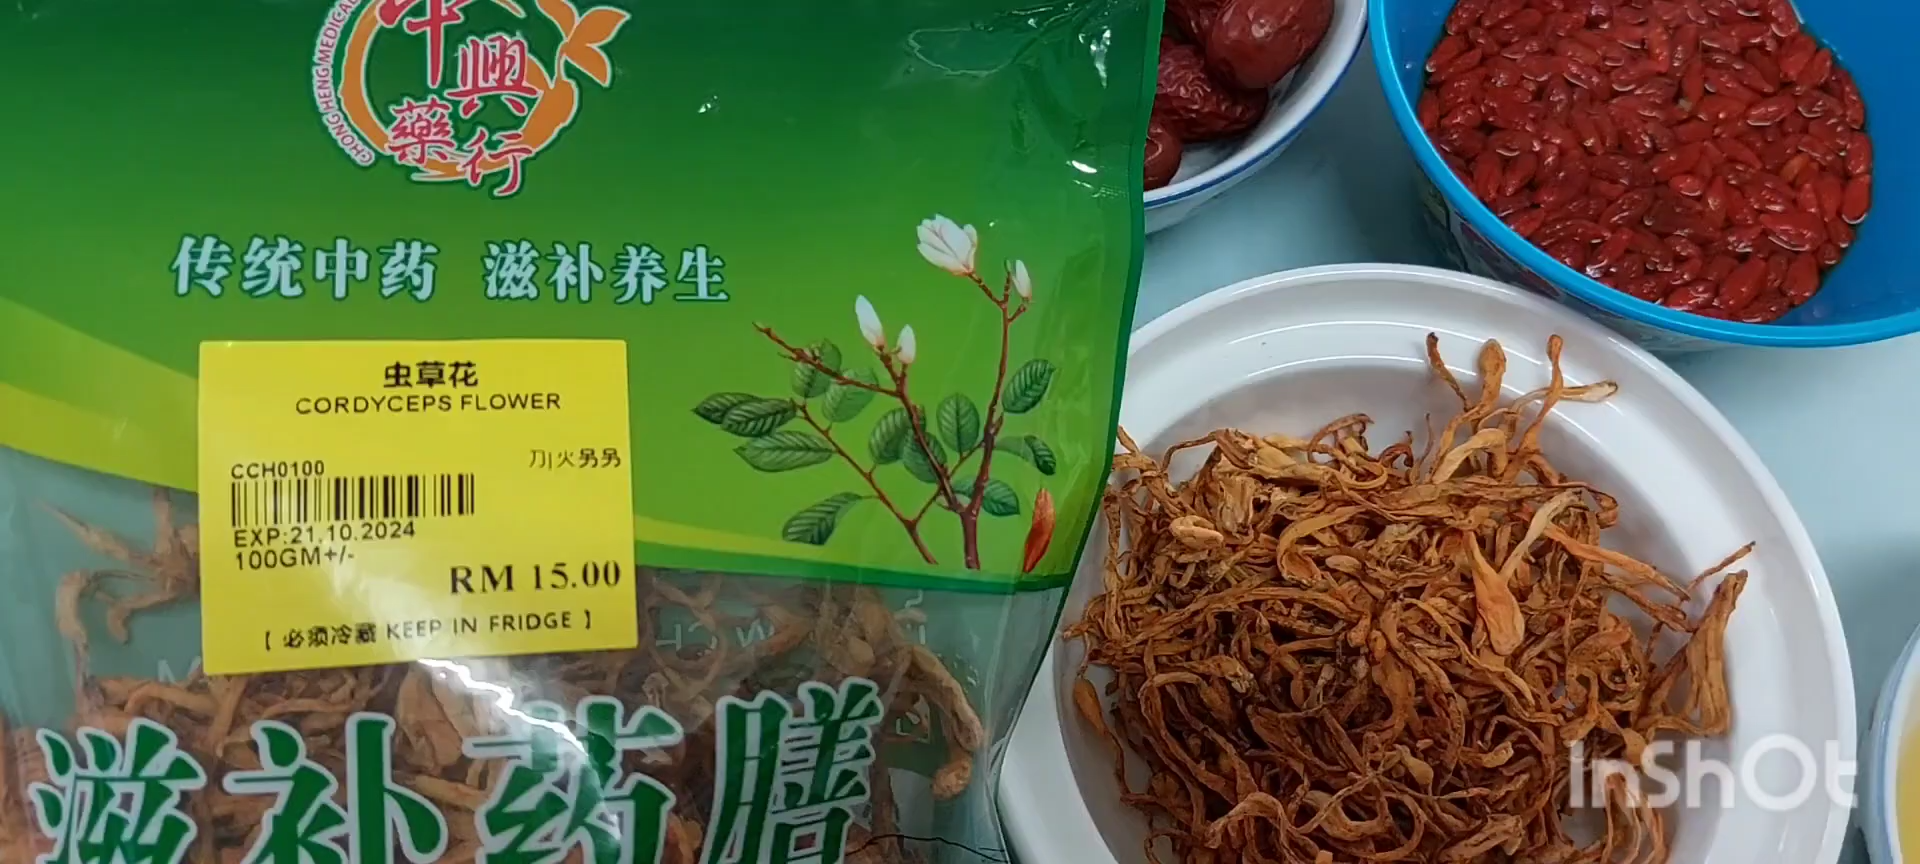 CHONG HENG MEDICAL
中興
藥行
传统中药 滋补养生
虫草花
CORDYCEPS FLOWER
CCH0100
EXP:21.10.2024
100GM+/-
RM 15.00
【 必须冷藏 KEEP IN FRIDGE 】
滋补药膳
InShOt